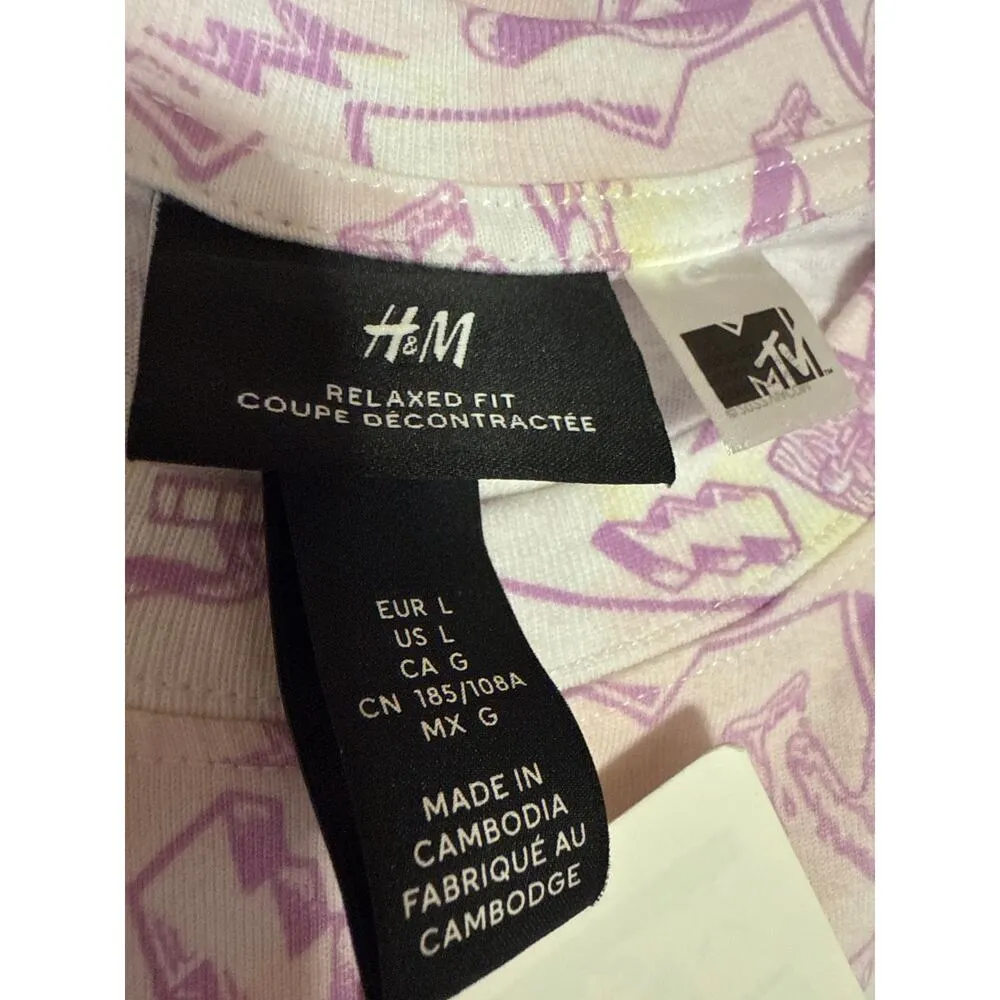 H&M
RELAXED FIT
COUPE DÉCONTRACTÉE
MTV
EUR L
US L
CA G
CN 185/108A
MX G
MADE IN
CAMBODIA
FABRIQUÉ AU
CAMBODGE